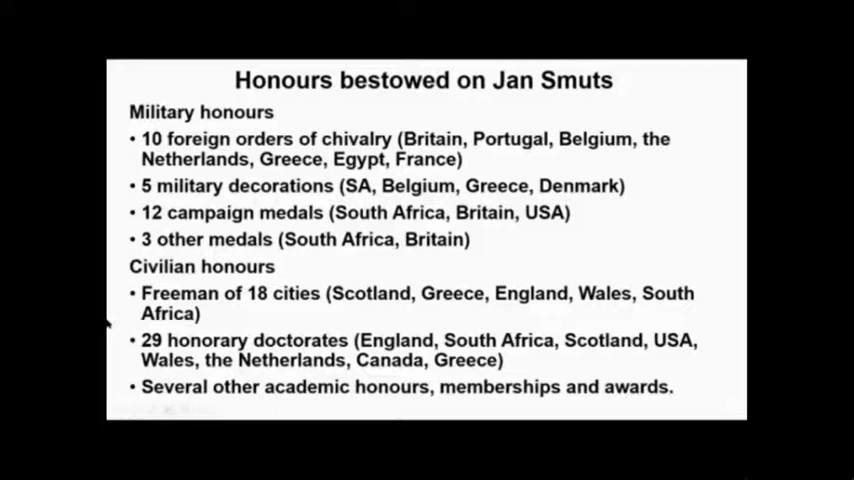 Honours bestowed on Jan Smuts
Military honours
• 10 foreign orders of chivalry (Britain, Portugal, Belgium, the
Netherlands, Greece, Egypt, France)
• 5 military decorations (SA, Belgium, Greece, Denmark)
• 12 campaign medals (South Africa, Britain, USA)
• 3 other medals (South Africa, Britain)
Civilian honours
• Freeman of 18 cities (Scotland, Greece, England, Wales, South
Africa)
• 29 honorary doctorates (England, South Africa, Scotland, USA,
Wales, the Netherlands, Canada, Greece)
• Several other academic honours, memberships and awards.